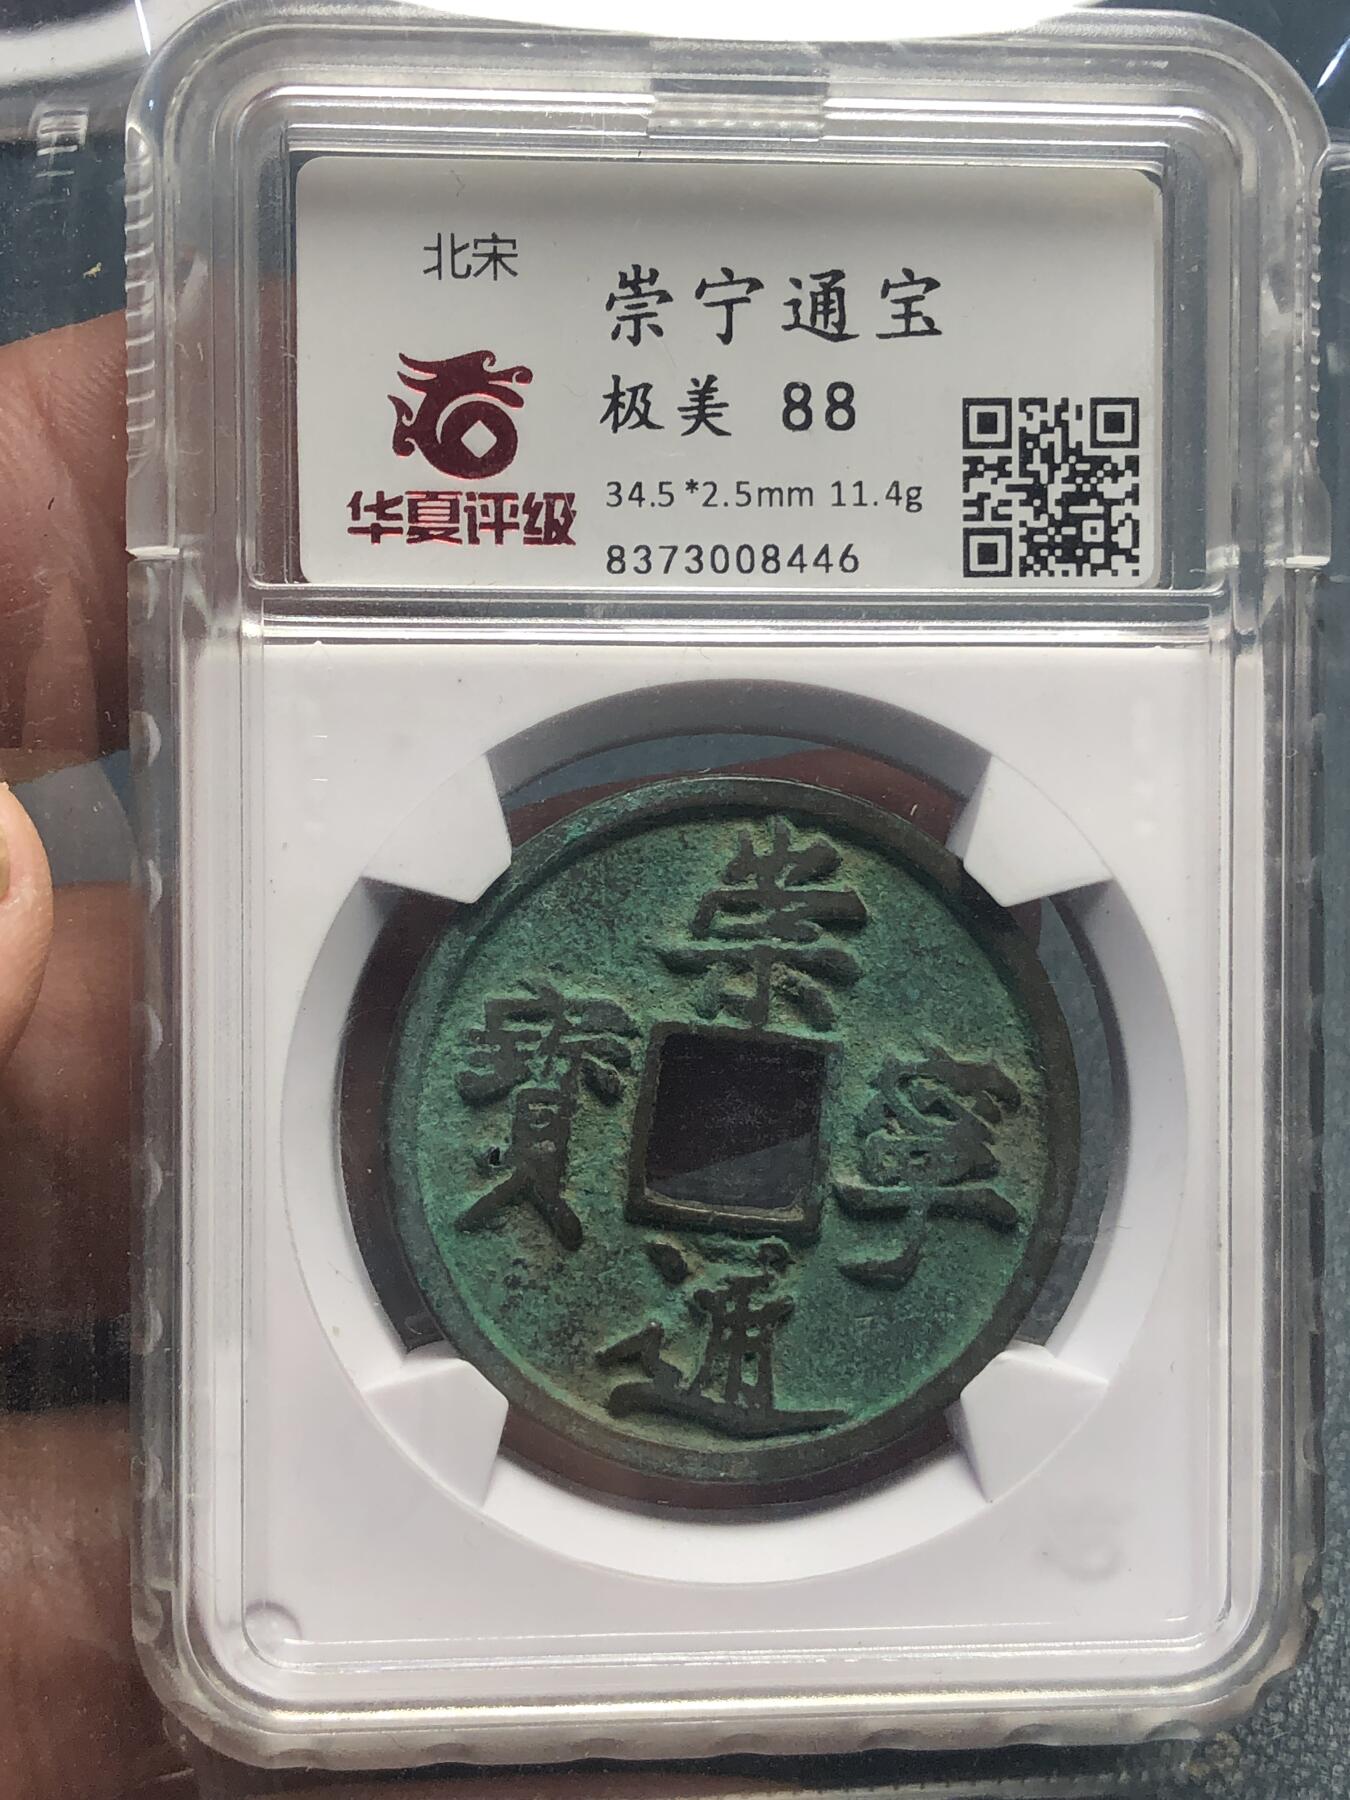 北宋
崇宁通宝
极美 88
华夏评级
34.5*2.5mm 11.4g
8373008446
崇
寧
通
寶